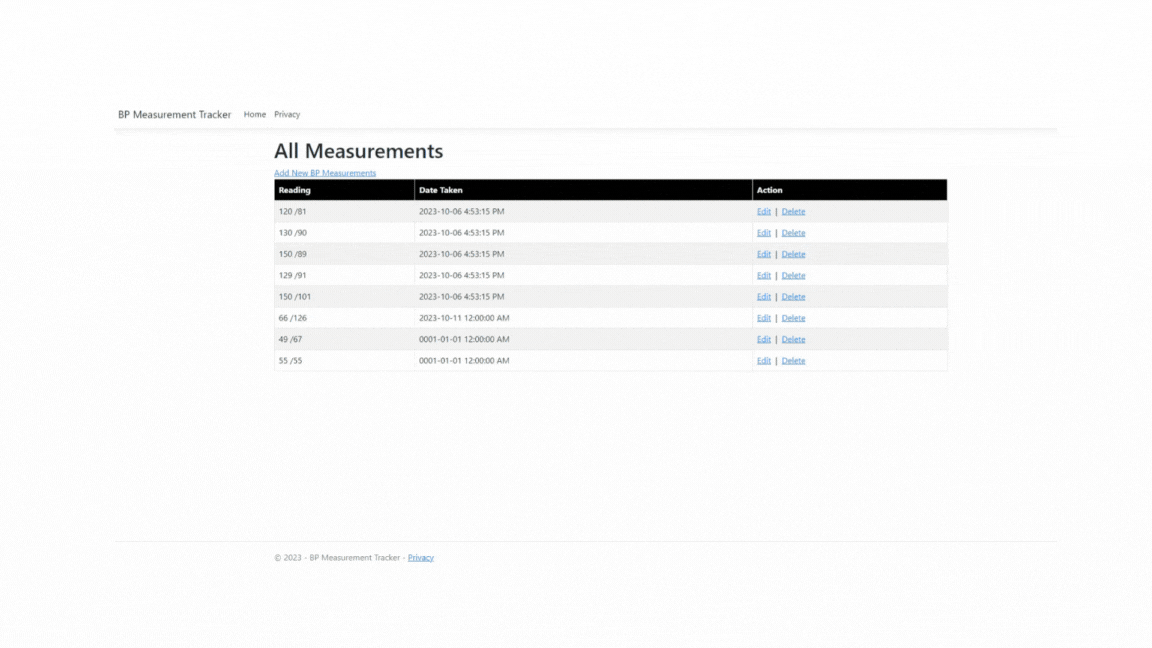 BP Measurement Tracker Home Privacy
All Measurements
Add New BP Measurements
Reading Date Taken Action
120 /81 2023-10-06 4:53:15 PM Edit | Delete
130 /90 2023-10-06 4:53:15 PM Edit | Delete
150 /89 2023-10-06 4:53:15 PM Edit | Delete
129 /91 2023-10-06 4:53:15 PM Edit | Delete
150 /101 2023-10-06 4:53:15 PM Edit | Delete
66 /126 2023-10-11 12:00:00 AM Edit | Delete
49 /67 0001-01-01 12:00:00 AM Edit | Delete
55 /55 0001-01-01 12:00:00 AM Edit | Delete
© 2023 - BP Measurement Tracker - Privacy